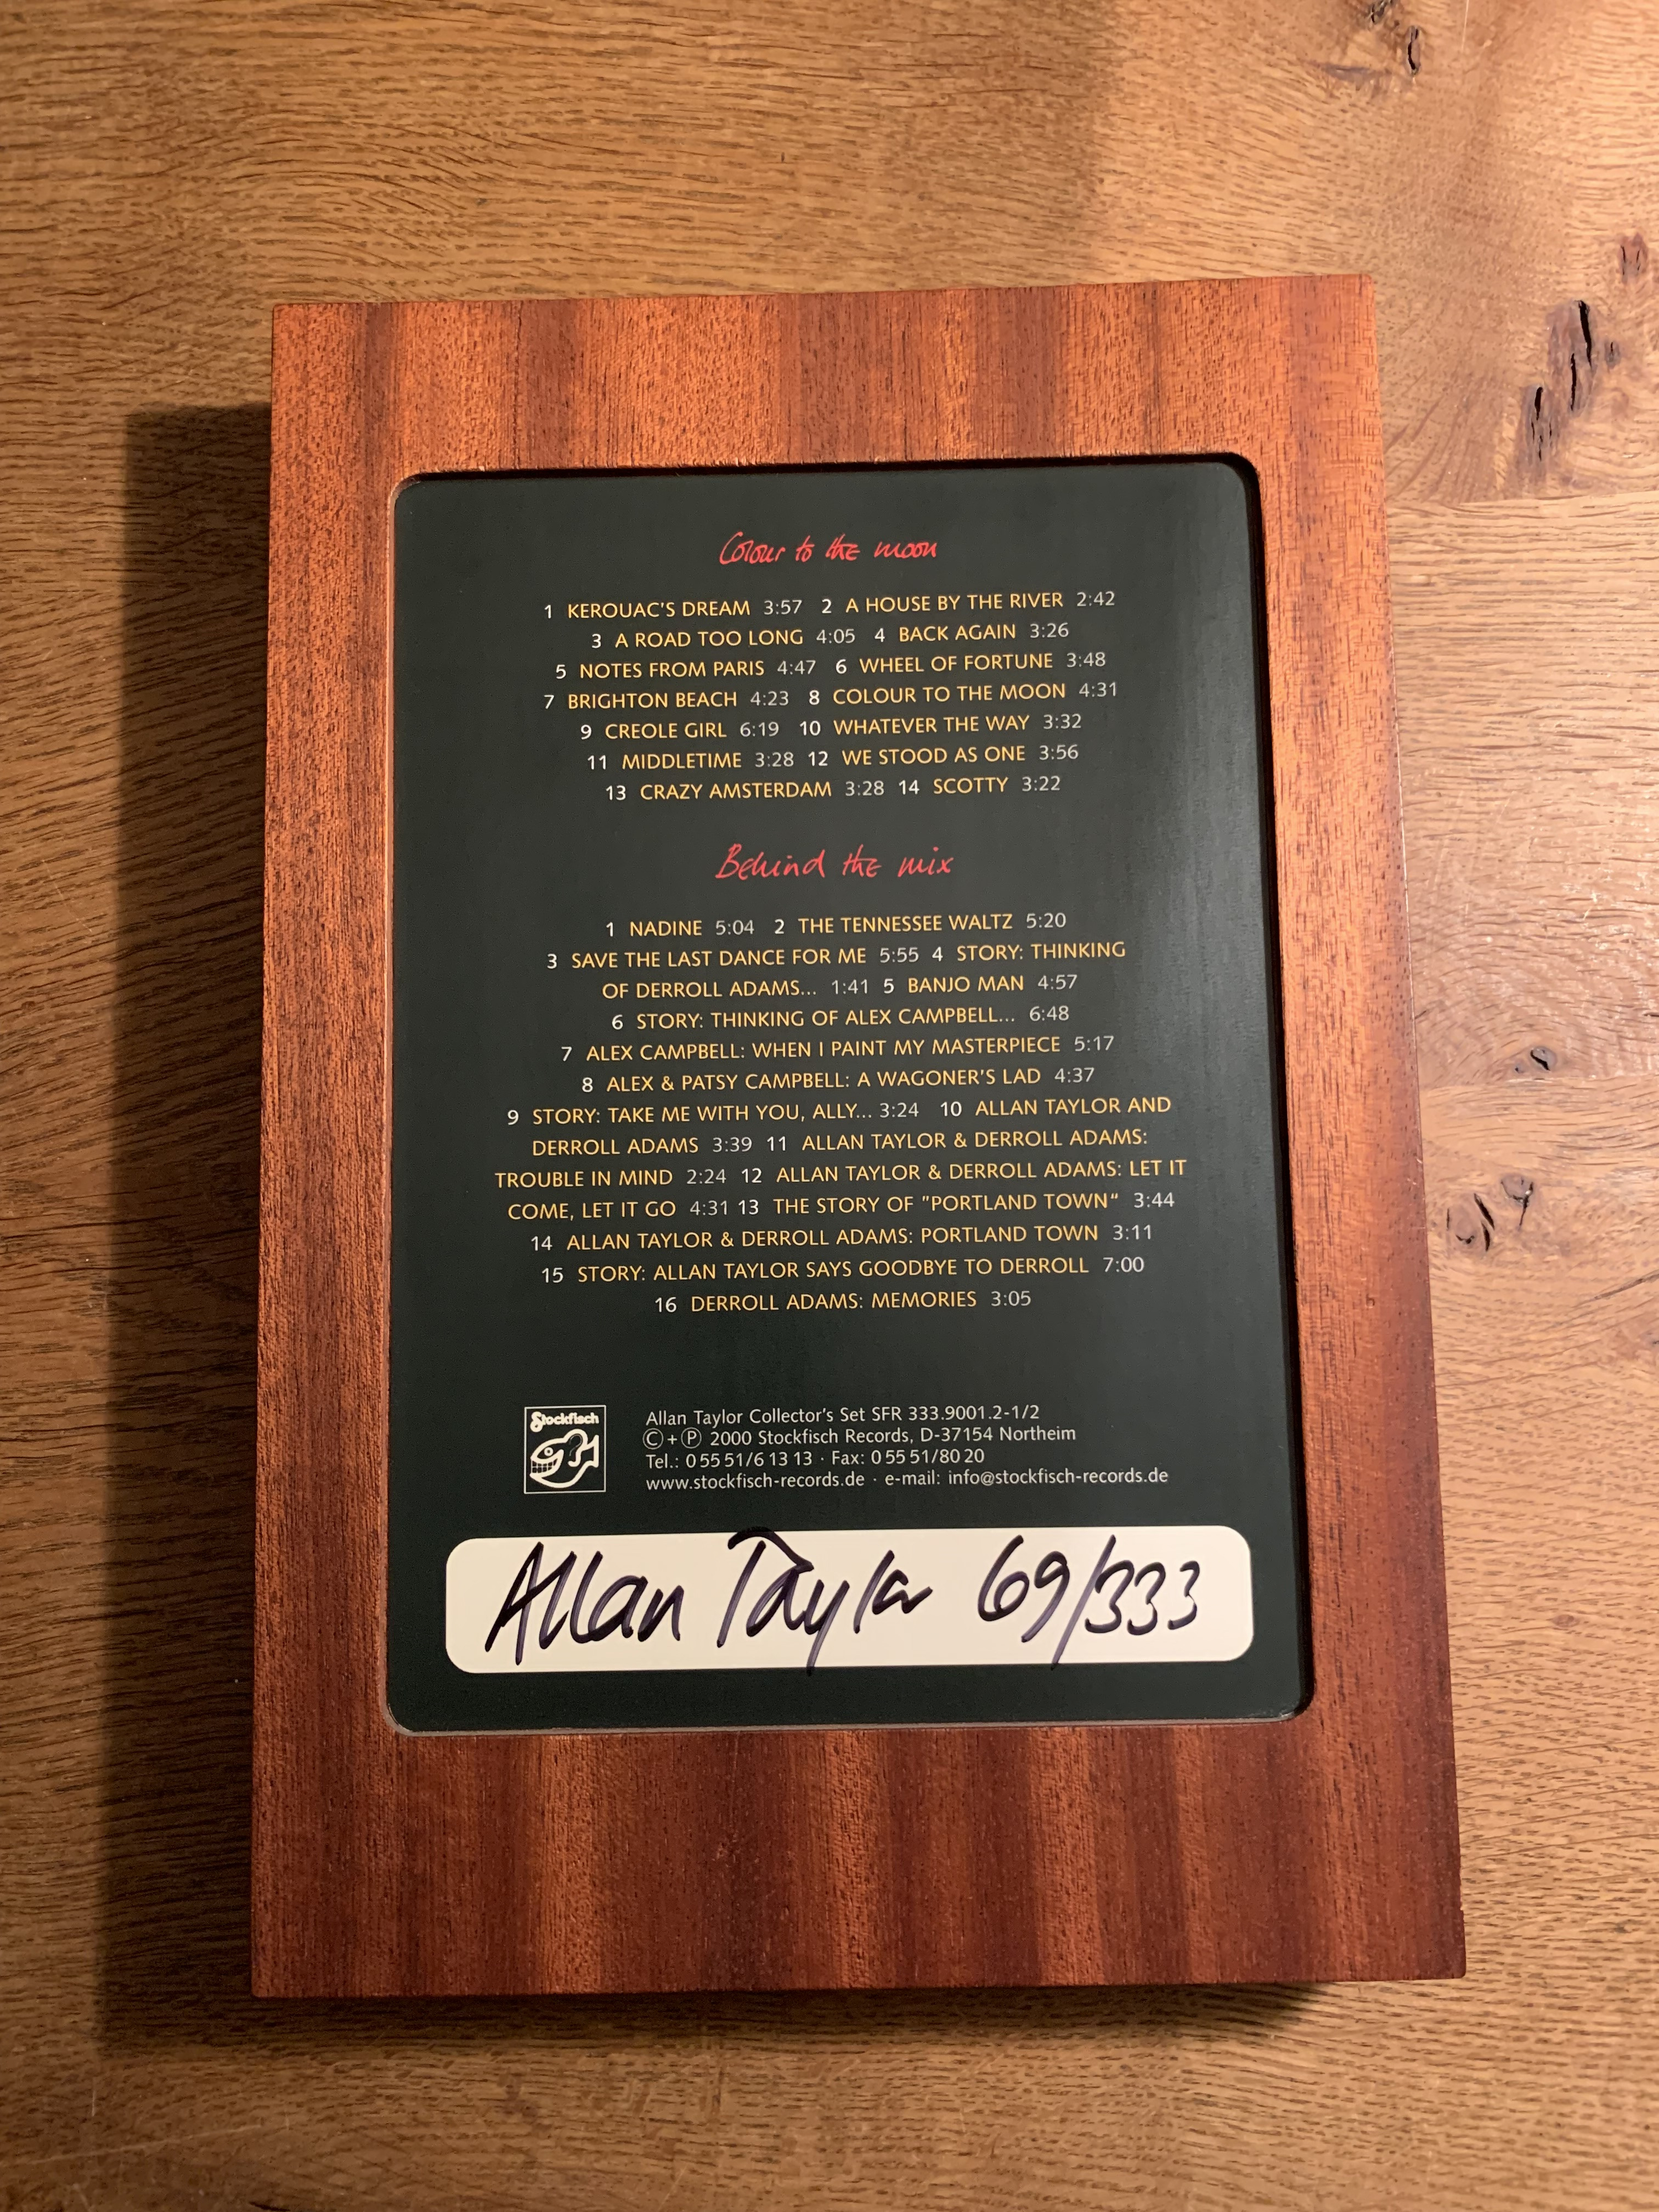 Colour to the moon
1 KEROUAC'S DREAM 3:57 2 A HOUSE BY THE RIVER 2:42
3 A ROAD TOO LONG 4:05 4 BACK AGAIN 3:26
5 NOTES FROM PARIS 4:47 6 WHEEL OF FORTUNE 3:48
7 BRIGHTON BEACH 4:23 8 COLOUR TO THE MOON 4:31
9 CREOLE GIRL 6:19 10 WHATEVER THE WAY 3:32
11 MIDDLETIME 3:28 12 WE STOOD AS ONE 3:56
13 CRAZY AMSTERDAM 3:28 14 SCOTTY 3:22
Behind the mix
1 NADINE 5:04 2 THE TENNESSEE WALTZ 5:20
3 SAVE THE LAST DANCE FOR ME 5:55 4 STORY: THINKING
OF DERROLL ADAMS... 1:41 5 BANJO MAN 4:57
6 STORY: THINKING OF ALEX CAMPBELL... 6:48
7 ALEX CAMPBELL: WHEN I PAINT MY MASTERPIECE 5:17
8 ALEX & PATSY CAMPBELL: A WAGONER'S LAD 4:37
9 STORY: TAKE ME WITH YOU, ALLY... 3:24 10 ALLAN TAYLOR AND
DERROLL ADAMS 3:39 11 ALLAN TAYLOR & DERROLL ADAMS:
TROUBLE IN MIND 2:24 12 ALLAN TAYLOR & DERROLL ADAMS: LET IT
COME, LET IT GO 4:31 13 THE STORY OF "PORTLAND TOWN“ 3:44
14 ALLAN TAYLOR & DERROLL ADAMS: PORTLAND TOWN 3:11
15 STORY: ALLAN TAYLOR SAYS GOODBYE TO DERROLL 7:00
16 DERROLL ADAMS: MEMORIES 3:05
Stockfisch
Allan Taylor Collector's Set SFR 333.9001.2-1/2
©+℗ 2000 Stockfisch Records, D-37154 Northeim
Tel.: 0 55 51/6 13 13 · Fax: 0 55 51/80 20
www.stockfisch-records.de · e-mail: info@stockfisch-records.de
Allan Taylor 69/333